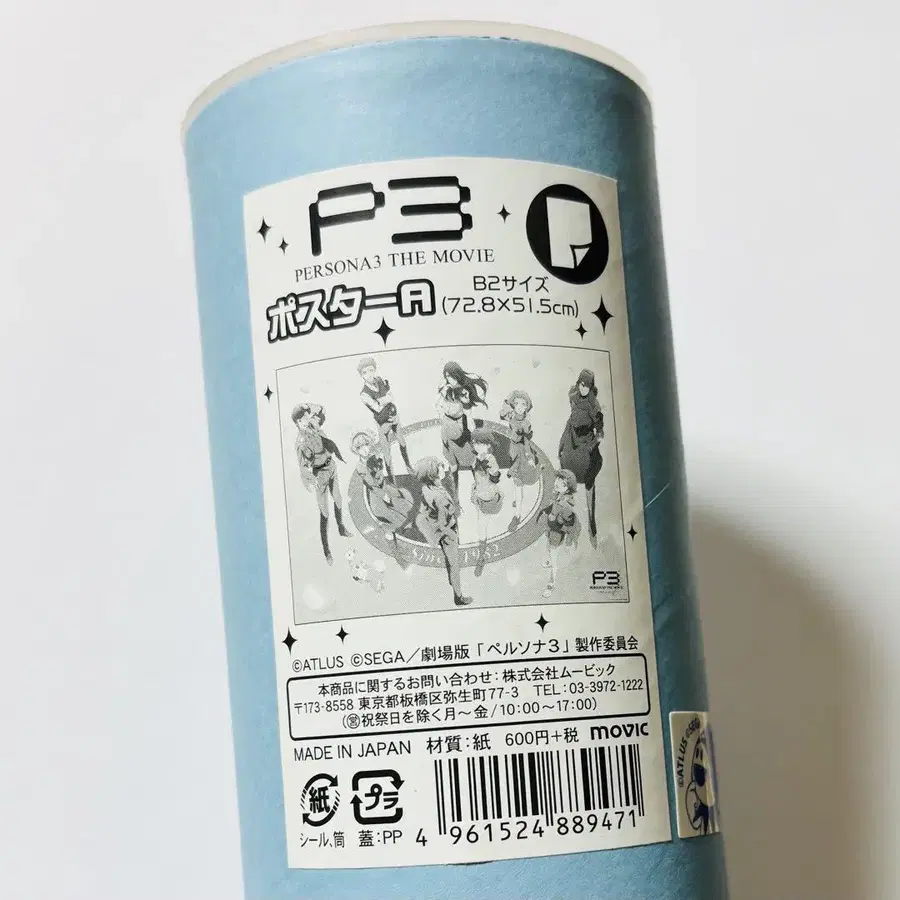 P3
PERSONA3 THE MOVIE
ポスターA
B2サイズ
(72.8×51.5cm)
Since 1982
P3
©ATLUS ©SEGA／劇場版「ペルソナ３」製作委員会
本商品に関するお問い合わせ:株式会社ムービック
〒173-8558 東京都板橋区弥生町77-3 TEL:03-3972-1222
(営祝祭日を除く月〜金/10:00〜17:00)
MADE IN JAPAN 材質:紙 600円+税 movic
紙
プラ
シール、筒 蓋:PP
4 961524 889471
©ATLUS ©SEGA